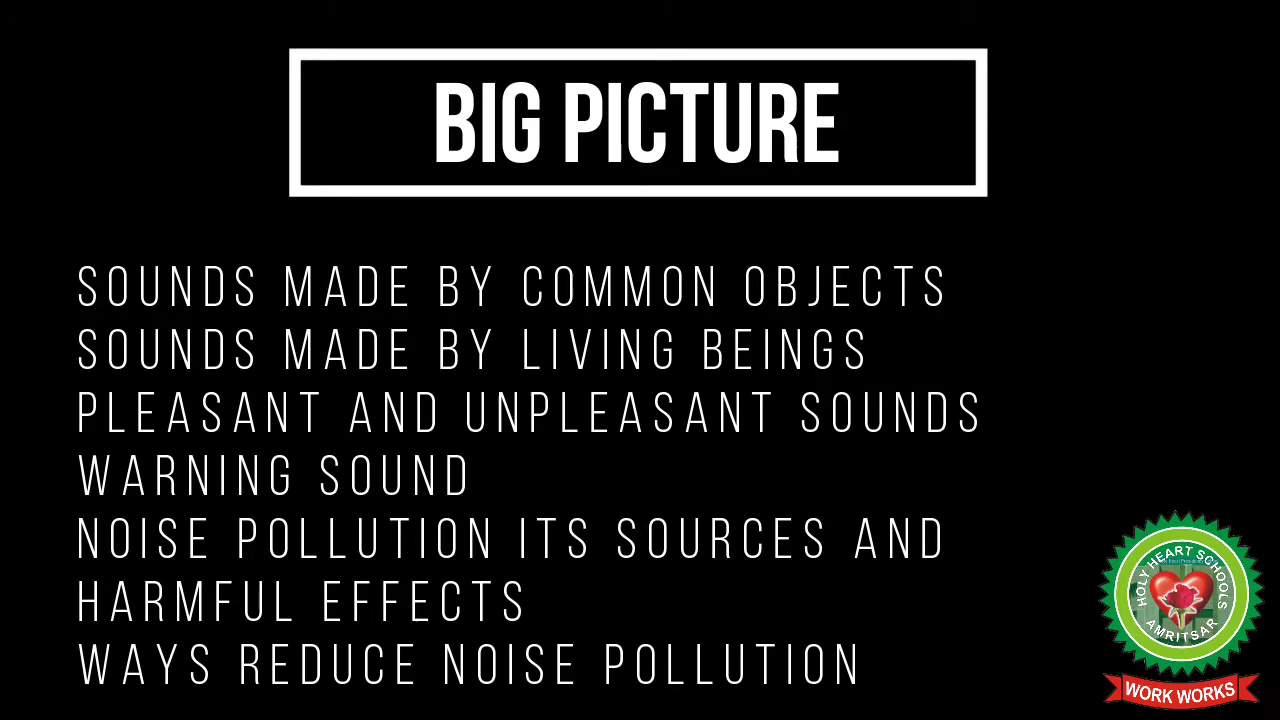 BIG PICTURE
SOUNDS MADE BY COMMON OBJECTS
SOUNDS MADE BY LIVING BEINGS
PLEASANT AND UNPLEASANT SOUNDS
WARNING SOUND
NOISE POLLUTION ITS SOURCES AND
HARMFUL EFFECTS
WAYS REDUCE NOISE POLLUTION
HOLY HEART SCHOOLS
AMRITSAR
WORK WORKS